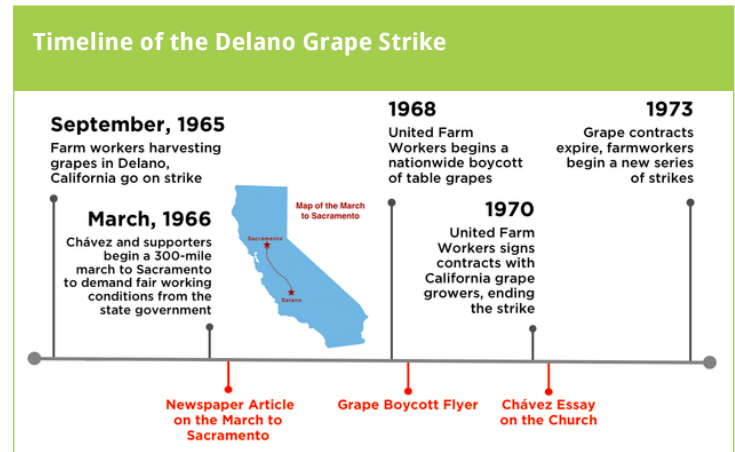 Timeline of the Delano Grape Strike
September, 1965
Farm workers harvesting
grapes in Delano,
California go on strike
March, 1966
Chávez and supporters
begin a 300-mile
march to Sacramento
to demand fair working
conditions from the
state government
Map of the March
to Sacramento
Sacramento
Delano
1968
United Farm
Workers begins a
nationwide boycott
of table grapes
1970
United Farm
Workers signs
contracts with
California grape
growers, ending
the strike
1973
Grape contracts
expire, farmworkers
begin a new series
of strikes
Newspaper Article
on the March to
Sacramento
Grape Boycott Flyer
Chávez Essay
on the Church